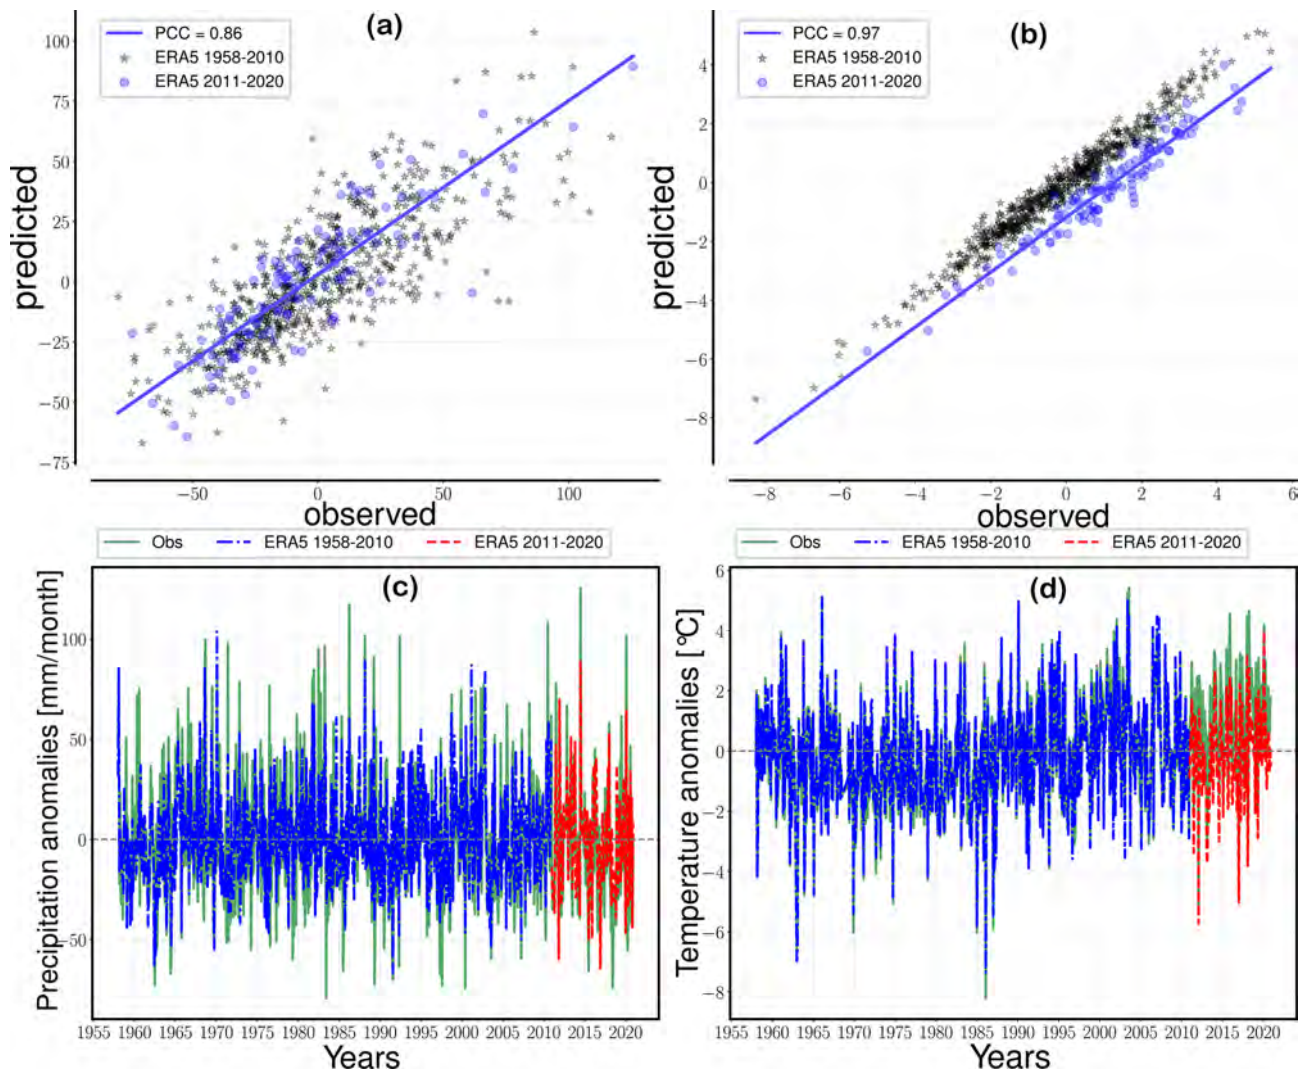 (a)
PCC = 0.86
ERA5 1958-2010
ERA5 2011-2020
100
75
50
25
0
−25
−50
−75
predicted
−50 0 50 100
observed
(b)
PCC = 0.97
ERA5 1958-2010
ERA5 2011-2020
4
2
0
−2
−4
−6
−8
predicted
−8 −6 −4 −2 0 2 4 6
observed
Obs ERA5 1958-2010 ERA5 2011-2020
(c)
100
50
0
−50
Precipitation anomalies [mm/month]
1955 1960 1965 1970 1975 1980 1985 1990 1995 2000 2005 2010 2015 2020
Years
Obs ERA5 1958-2010 ERA5 2011-2020
(d)
6
4
2
0
−2
−4
−6
−8
Temperature anomalies [°C]
1955 1960 1965 1970 1975 1980 1985 1990 1995 2000 2005 2010 2015 2020
Years